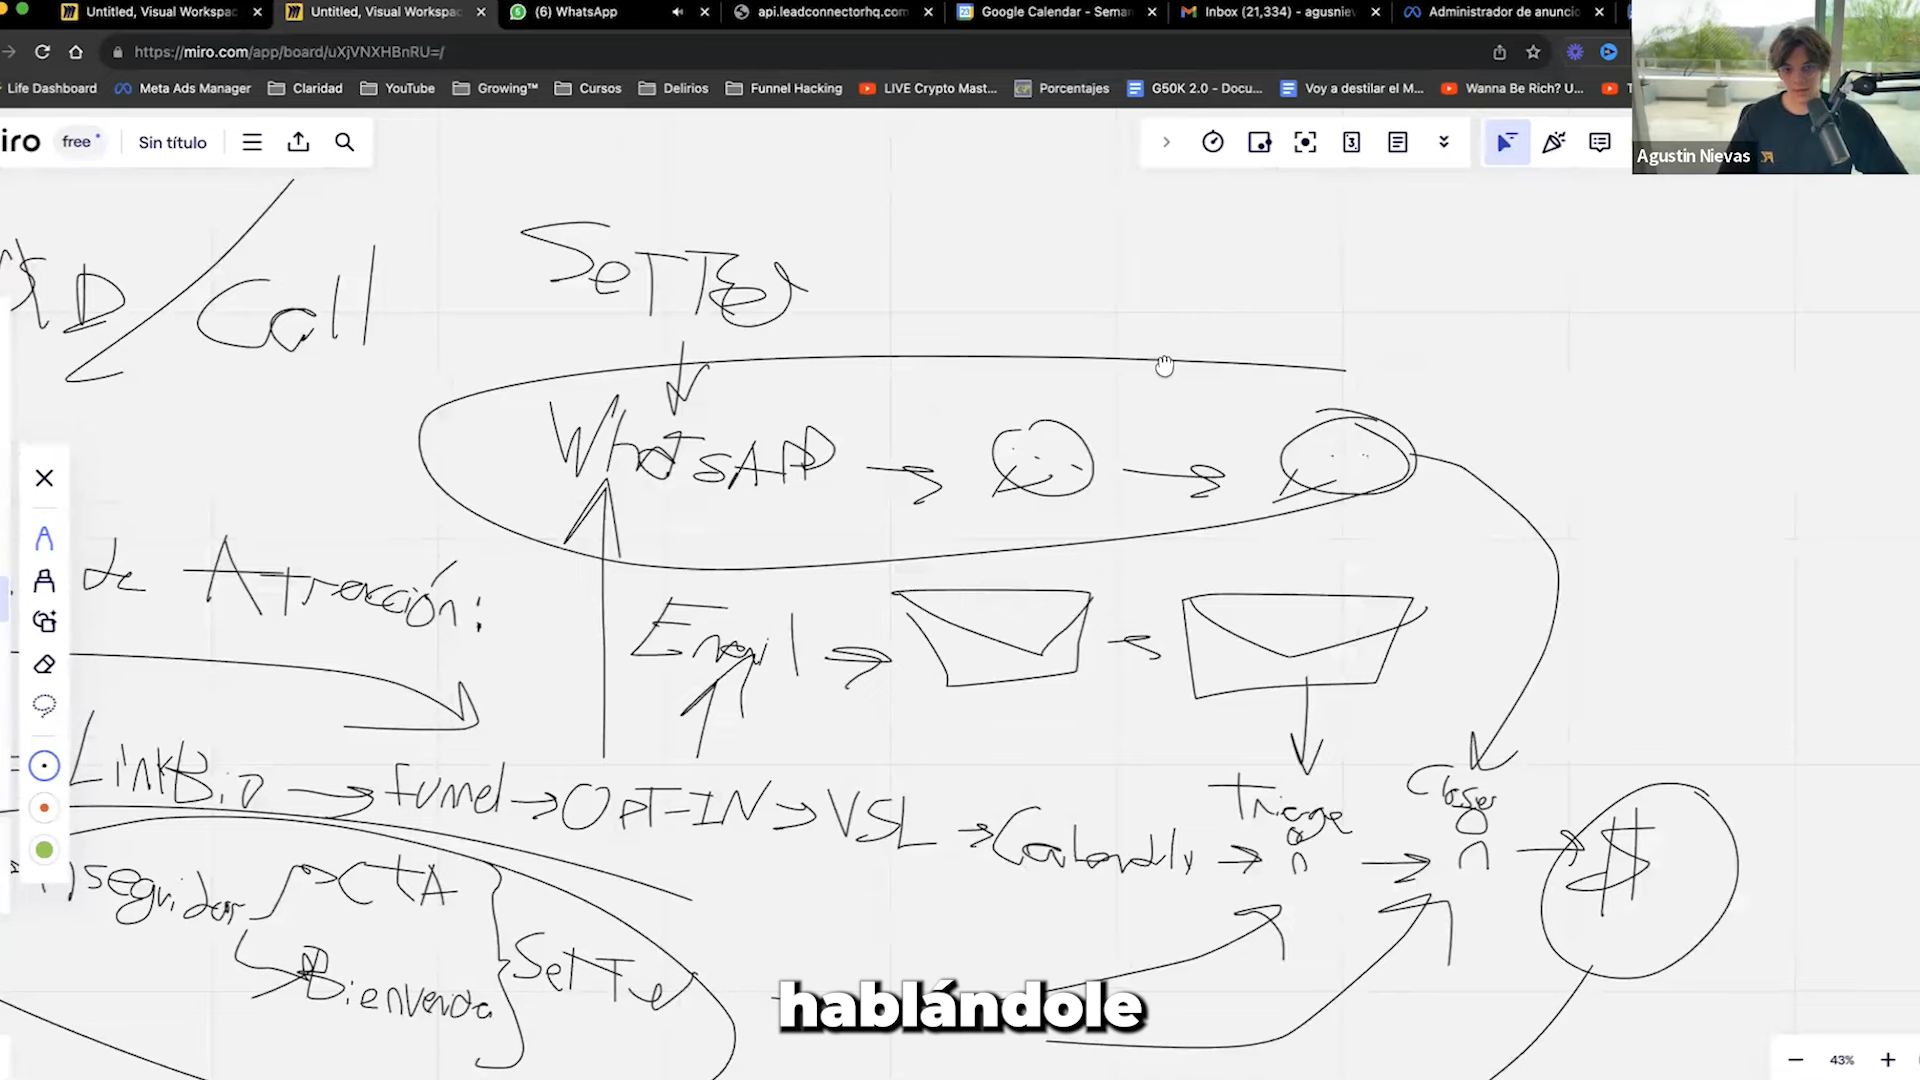 Untitled, Visual Workspac
Untitled, Visual Workspac
(6) WhatsApp
api.leadconnectorhq.com
Google Calendar - Seman
Inbox (21,334) - agusniev
Administrador de anuncio
https://miro.com/app/board/uXjVNXHBnRU=/
Life Dashboard
Meta Ads Manager
Claridad
YouTube
Growing™
Cursos
Delirios
Funnel Hacking
LIVE Crypto Mast...
Porcentajes
G50K 2.0 - Docu...
Voy a destilar el M...
Wanna Be Rich? U...
iro
free
Sin título
3
Agustin Nievas
D/Call
SeTTer
WhatsAPP
de Atracción:
Email
LinkBio
Funnel
OPT-IN
VSL
Calendly
Triage
Closer
$
seguidor
CTA
Bienvenida
SeTTer
hablándole
43%